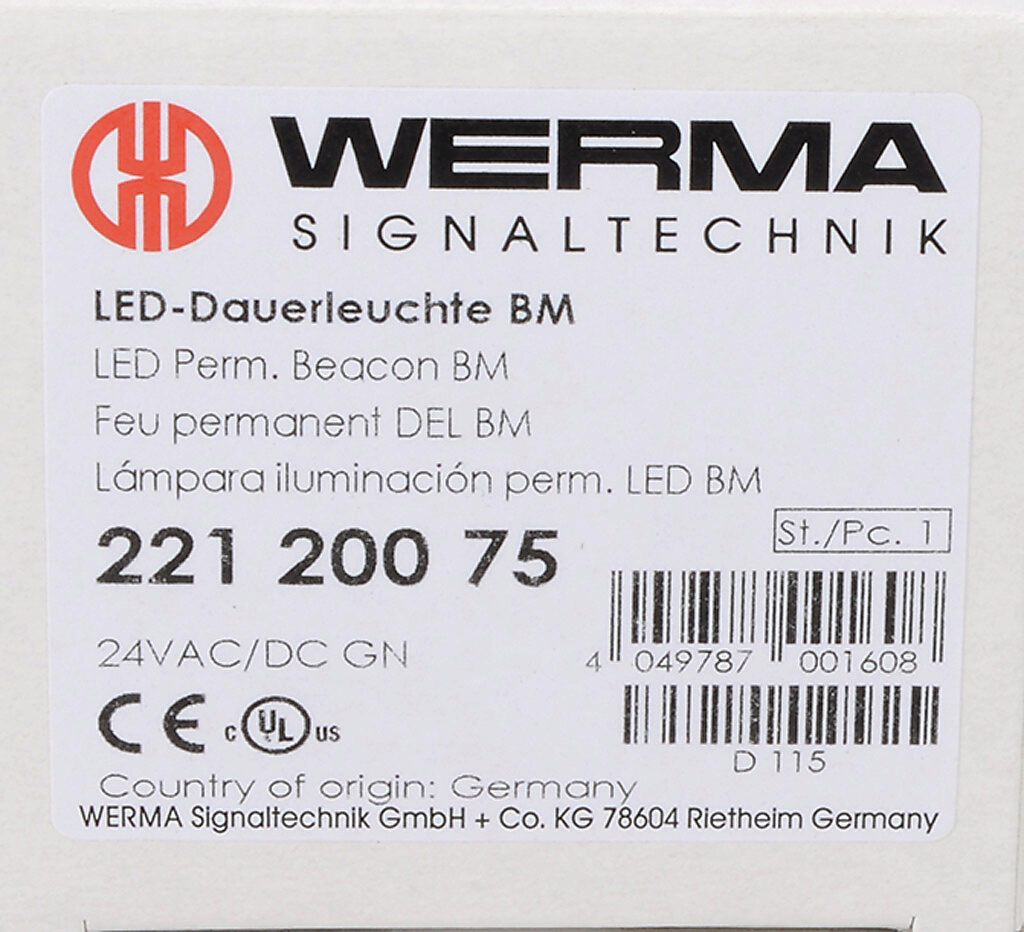 WERMA
SIGNALTECHNIK
LED-Dauerleuchte BM
LED Perm. Beacon BM
Feu permanent DEL BM
Lámpara iluminación perm. LED BM
221 200 75
St./Pc. 1
24VAC/DC GN
4 049787 001608
CE c UL US
D 115
Country of origin: Germany
WERMA Signaltechnik GmbH + Co. KG 78604 Rietheim Germany